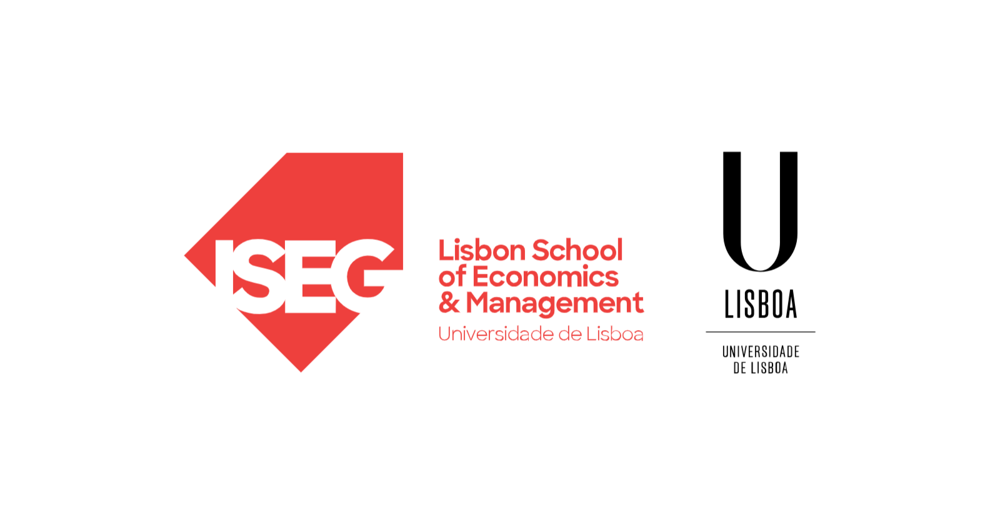 ISEG
Lisbon School
of Economics
& Management
Universidade de Lisboa
U
LISBOA
UNIVERSIDADE
DE LISBOA